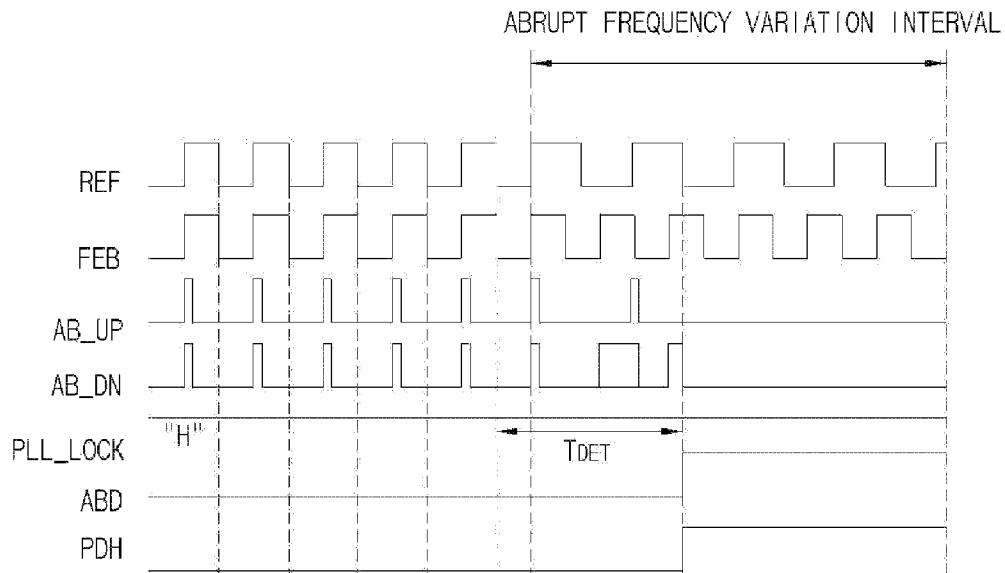 ABRUPT FREQUENCY VARIATION INTERVAL
REF
FEB
AB_UP
AB_DN
"H"
TDET
PLL_LOCK
ABD
PDH